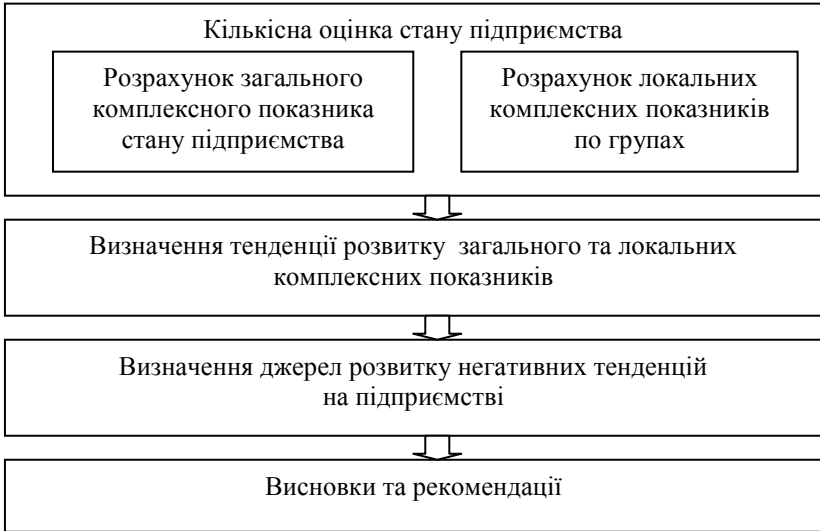 Кількісна оцінка стану підприємства
Розрахунок загального
комплексного показника
стану підприємства
Розрахунок локальних
комплексних показників
по групах
Визначення тенденції розвитку  загального та локальних
комплексних показників
Визначення джерел розвитку негативних тенденцій
на підприємстві
Висновки та рекомендації